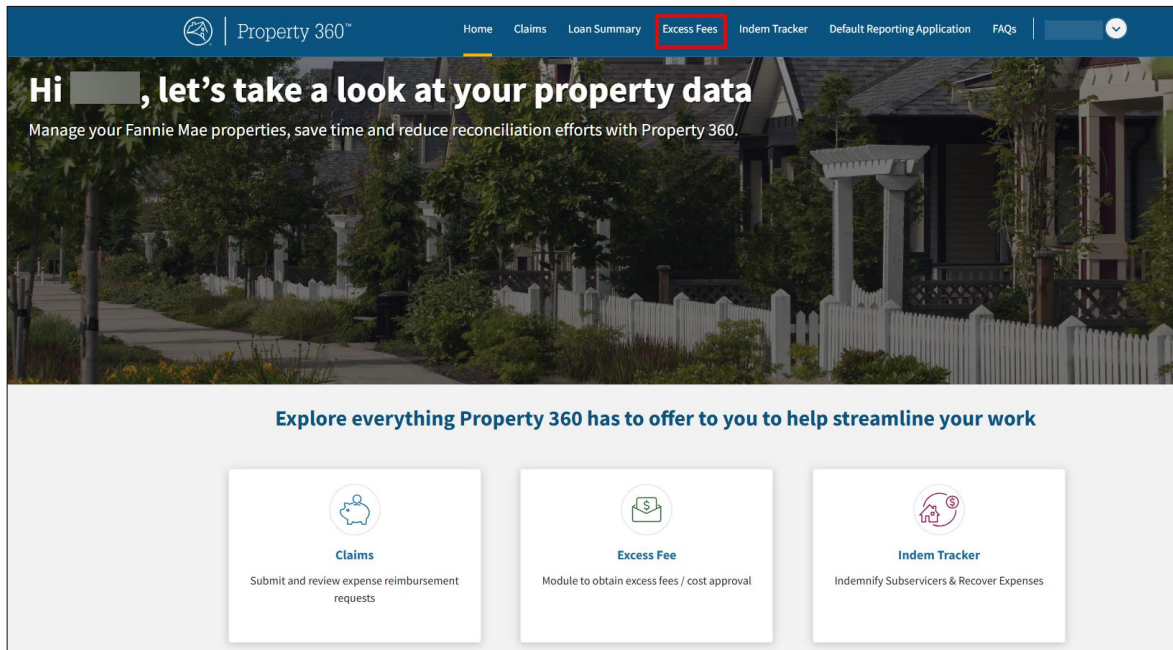 Property 360™
Home Claims Loan Summary Excess Fees Indem Tracker Default Reporting Application FAQs
Hi , let's take a look at your property data
Manage your Fannie Mae properties, save time and reduce reconciliation efforts with Property 360.
Explore everything Property 360 has to offer to you to help streamline your work
Claims
Submit and review expense reimbursement
requests
Excess Fee
Module to obtain excess fees / cost approval
Indem Tracker
Indemnify Subservicers & Recover Expenses